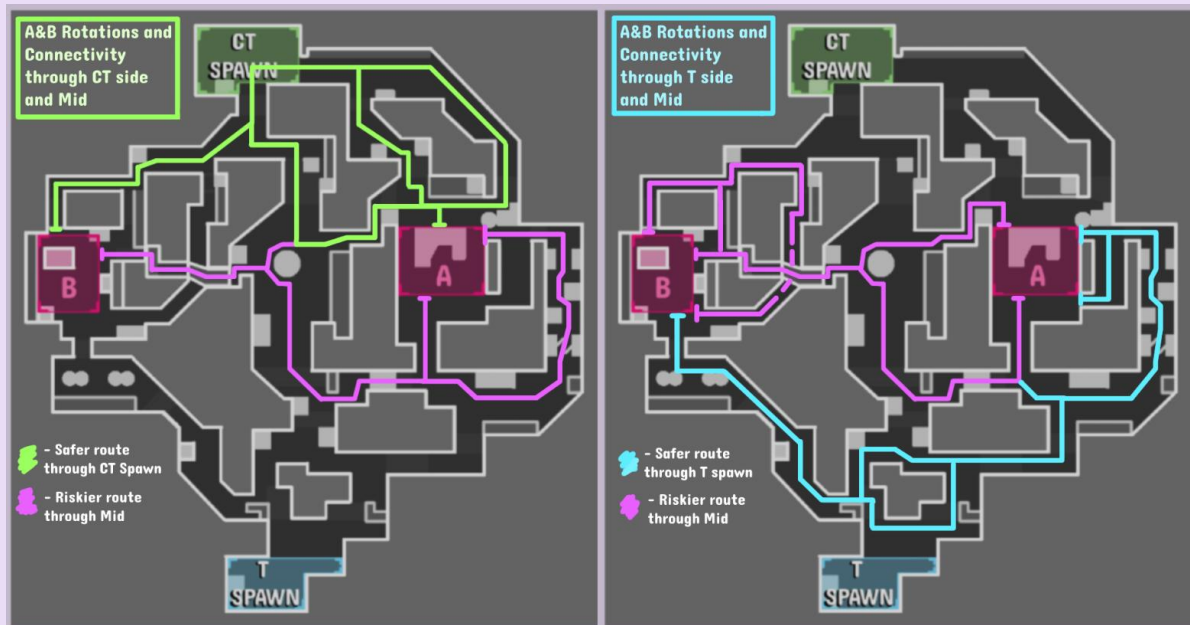 A&B Rotations and
Connectivity
through CT side
and Mid
CT
SPAWN
B
A
- Safer route
through CT Spawn
- Riskier route
through Mid
T
SPAWN
A&B Rotations and
Connectivity
through T side
and Mid
CT
SPAWN
B
A
- Safer route
through T spawn
- Riskier route
through Mid
T
SPAWN